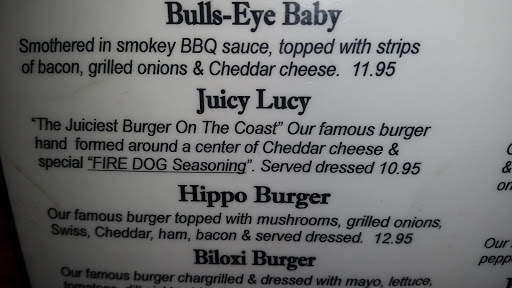 Bulls-Eye Baby
Smothered in smokey BBQ sauce, topped with strips
of bacon, grilled onions & Cheddar cheese. 11.95
Juicy Lucy
"The Juiciest Burger On The Coast" Our famous burger
hand formed around a center of Cheddar cheese &
special "FIRE DOG Seasoning". Served dressed 10.95
Hippo Burger
Our famous burger topped with mushrooms, grilled onions,
Swiss, Cheddar, ham, bacon & served dressed. 12.95
Biloxi Burger
Our famous burger chargrilled & dressed with mayo, lettuce,
&
on
Our
pepp